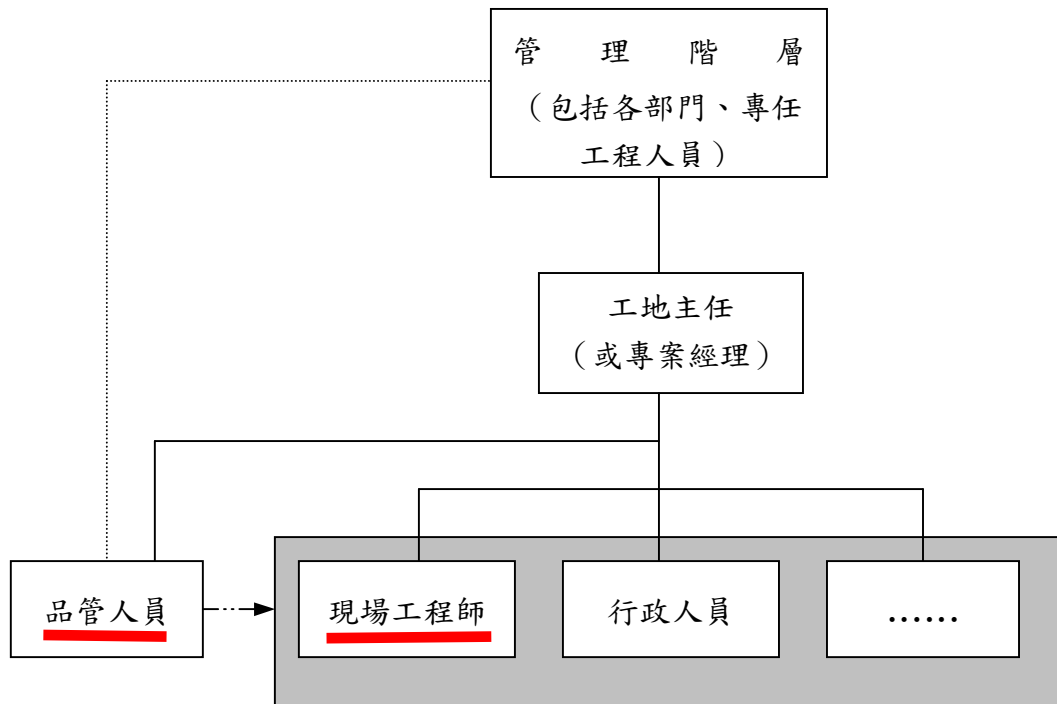 管理階層
（包括各部門、專任
工程人員）
工地主任
（或專案經理）
品管人員
現場工程師
行政人員
……